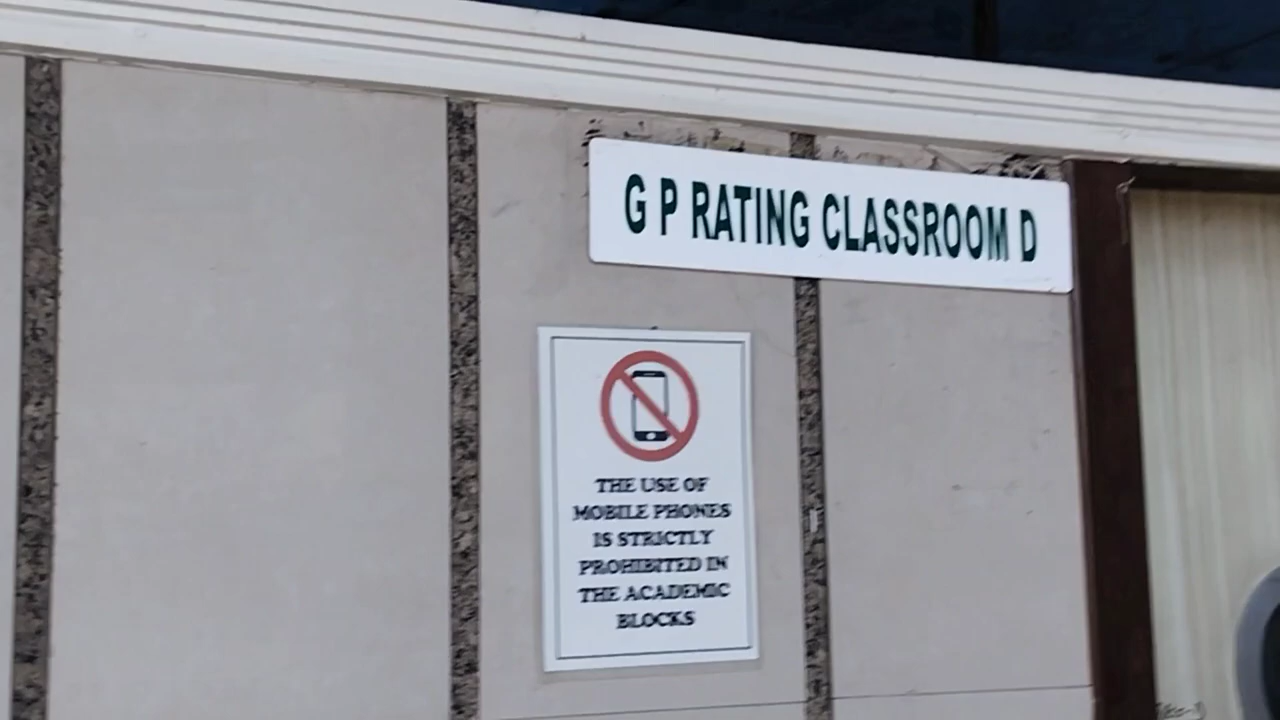 G P RATING CLASSROOM D
THE USE OF
MOBILE PHONES
IS STRICTLY
PROHIBITED IN
THE ACADEMIC
BLOCKS